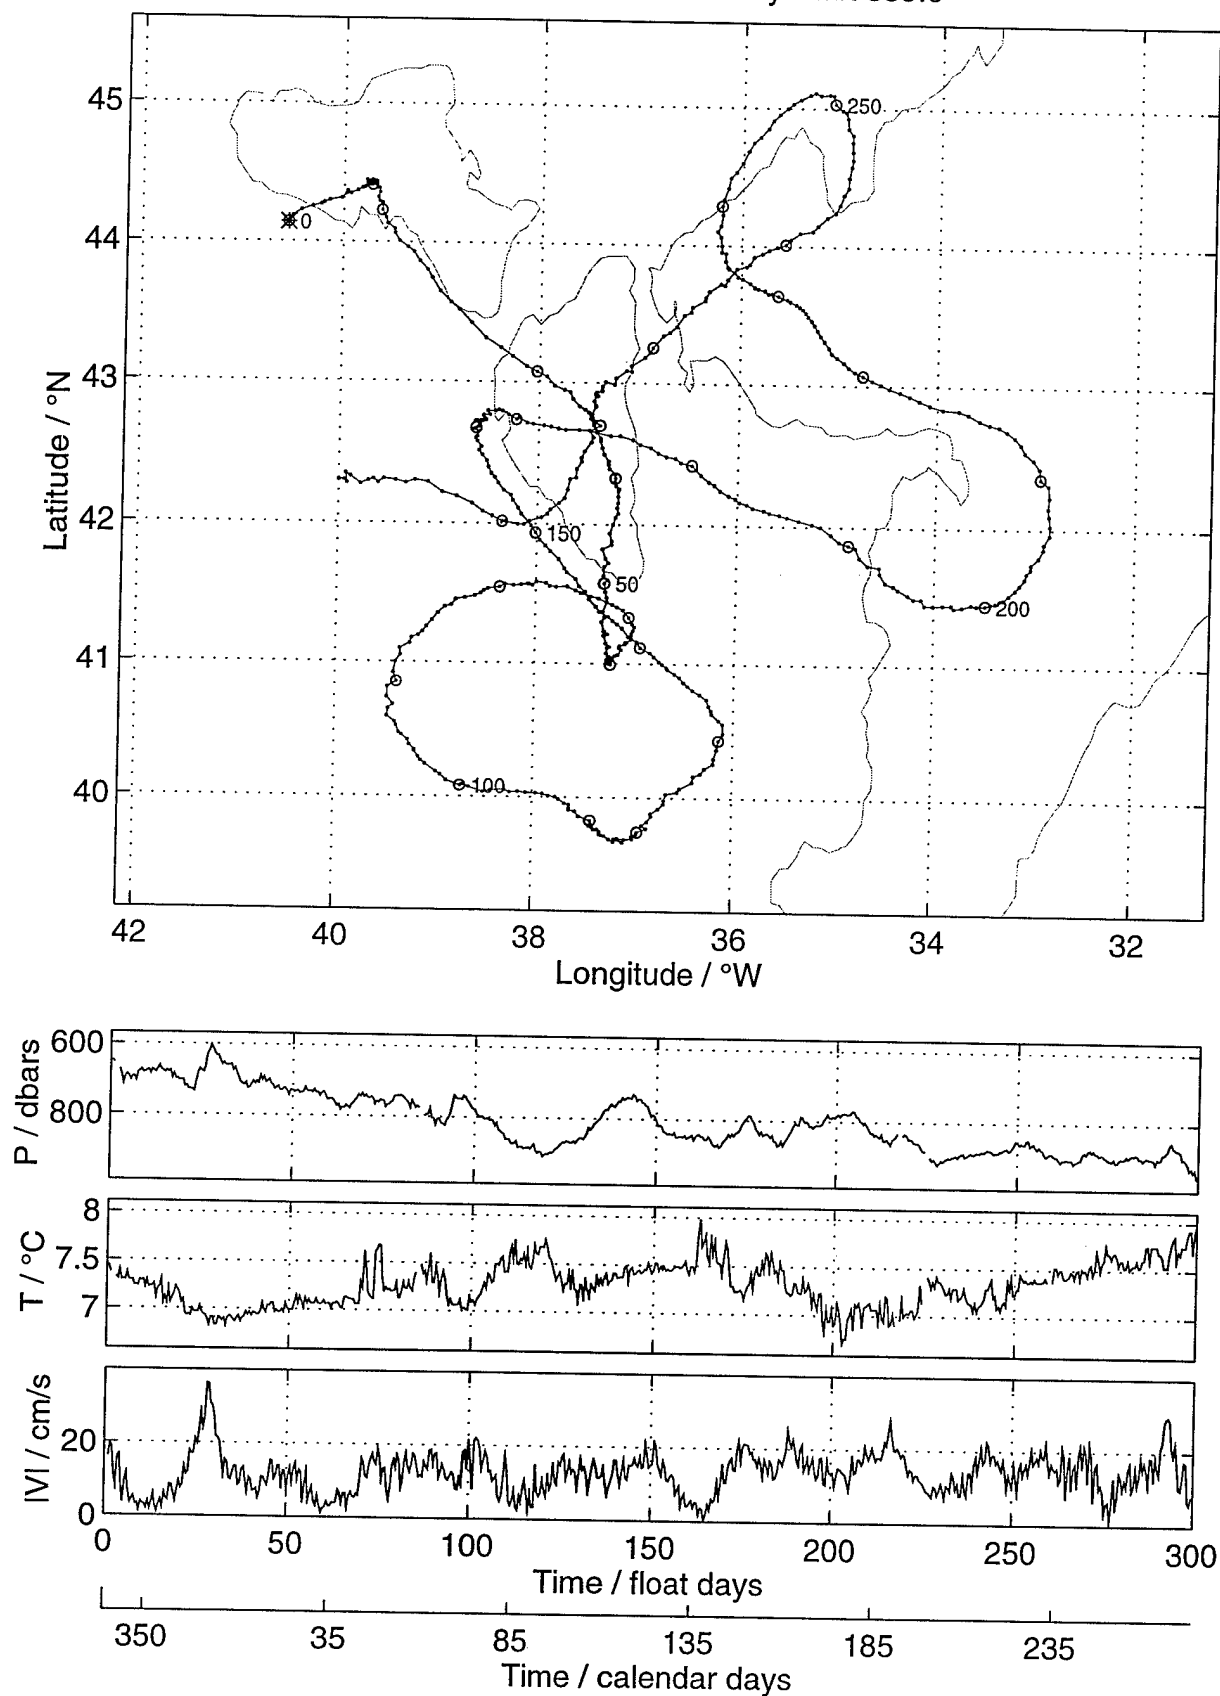 45
250
44
0
43
Latitude / °N
42
150
50
200
41
40
100
42 40 38 36 34 32
Longitude / °W
600
800
P / dbars
8
7.5
7
T / °C
20
0
|V| / cm/s
0 50 100 150 200 250 300
Time / float days
350 35 85 135 185 235
Time / calendar days